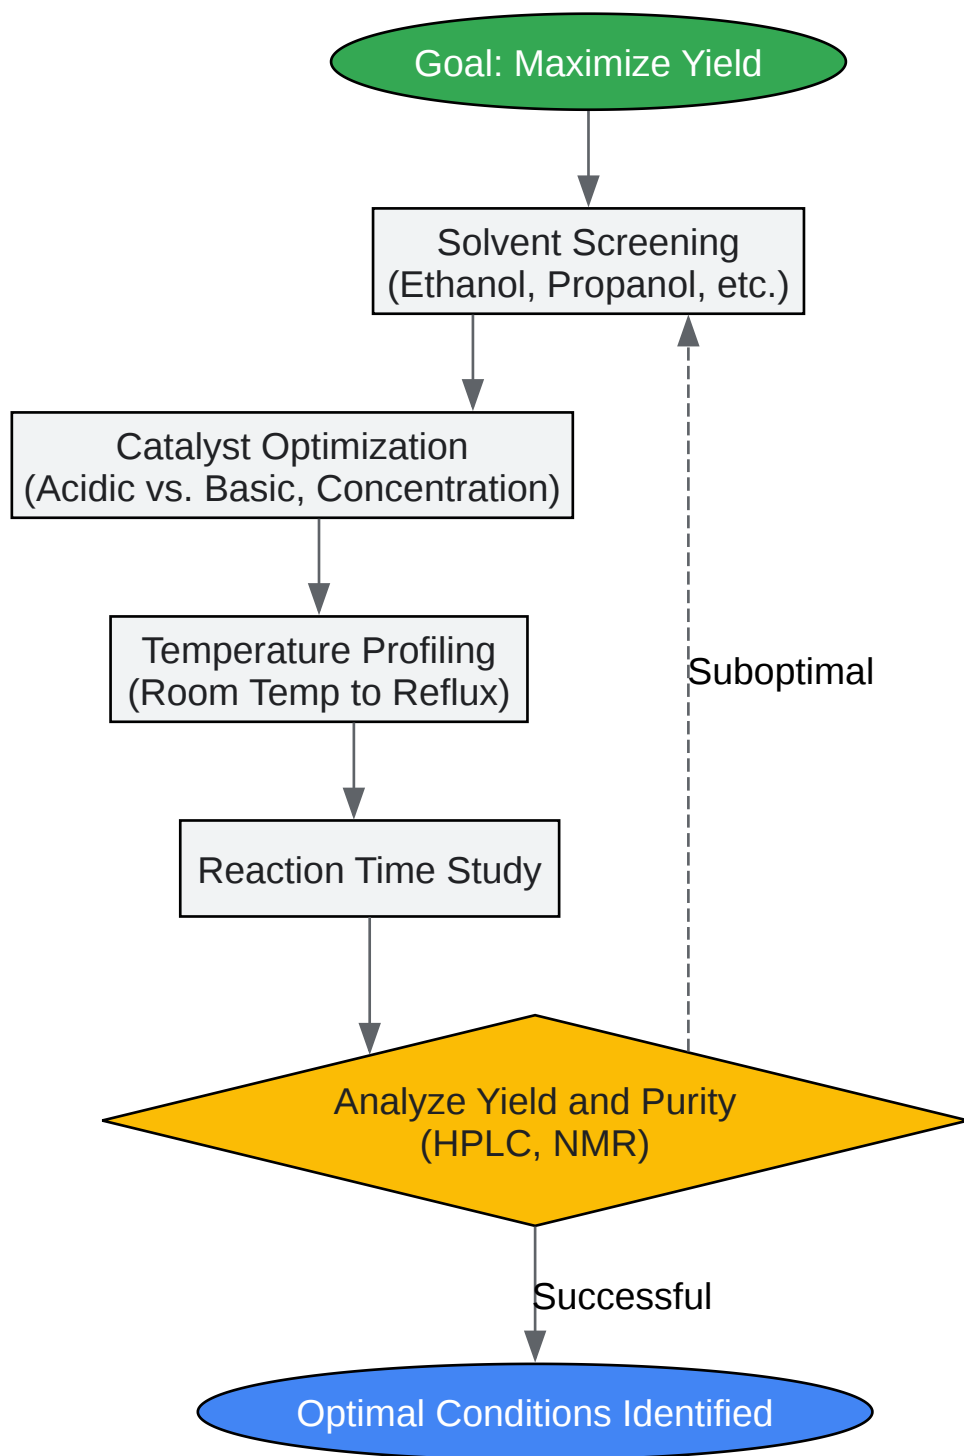 Goal: Maximize Yield
Solvent Screening
(Ethanol, Propanol, etc.)
Catalyst Optimization
(Acidic vs. Basic, Concentration)
Temperature Profiling
(Room Temp to Reflux)
Suboptimal
Reaction Time Study
Analyze Yield and Purity
(HPLC, NMR)
Successful
Optimal Conditions Identified